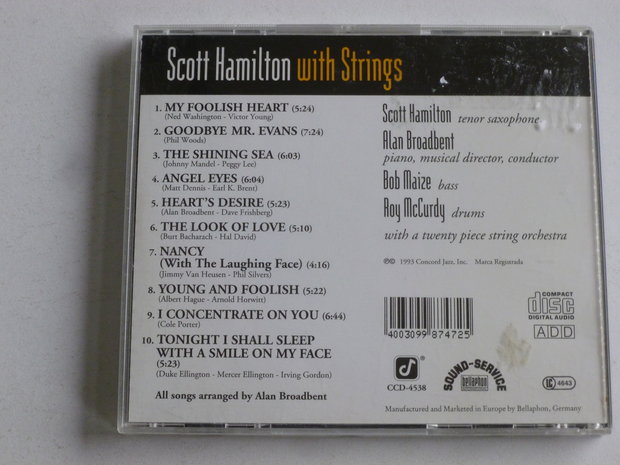 Scott Hamilton with Strings
1. MY FOOLISH HEART (5:24)
(Ned Washington - Victor Young)
2. GOODBYE MR. EVANS (7:24)
(Phil Woods)
3. THE SHINING SEA (6:03)
(Johnny Mandel - Peggy Lee)
4. ANGEL EYES (6:04)
(Matt Dennis - Earl K. Brent)
5. HEART'S DESIRE (5:23)
(Alan Broadbent - Dave Frishberg)
6. THE LOOK OF LOVE (5:10)
(Burt Bacharach - Hal David)
7. NANCY
(With The Laughing Face) (4:16)
(Jimmy Van Heusen - Phil Silvers)
8. YOUNG AND FOOLISH (5:22)
(Albert Hague - Arnold Horwitt)
9. I CONCENTRATE ON YOU (6:44)
(Cole Porter)
10. TONIGHT I SHALL SLEEP
WITH A SMILE ON MY FACE
(5:23)
(Duke Ellington - Mercer Ellington - Irving Gordon)
All songs arranged by Alan Broadbent
Scott Hamilton tenor saxophone
Alan Broadbent
piano, musical director, conductor
Bob Maize bass
Roy McCurdy drums
with a twenty piece string orchestra
℗© 1993 Concord Jazz, Inc. Marca Registrada
4003099 874725
COMPACT
disc
DIGITAL AUDIO
ADD
CCD-4538
SOUND-SERVICE
bellaphon
LC 4643
Manufactured and Marketed in Europe by Bellaphon, Germany